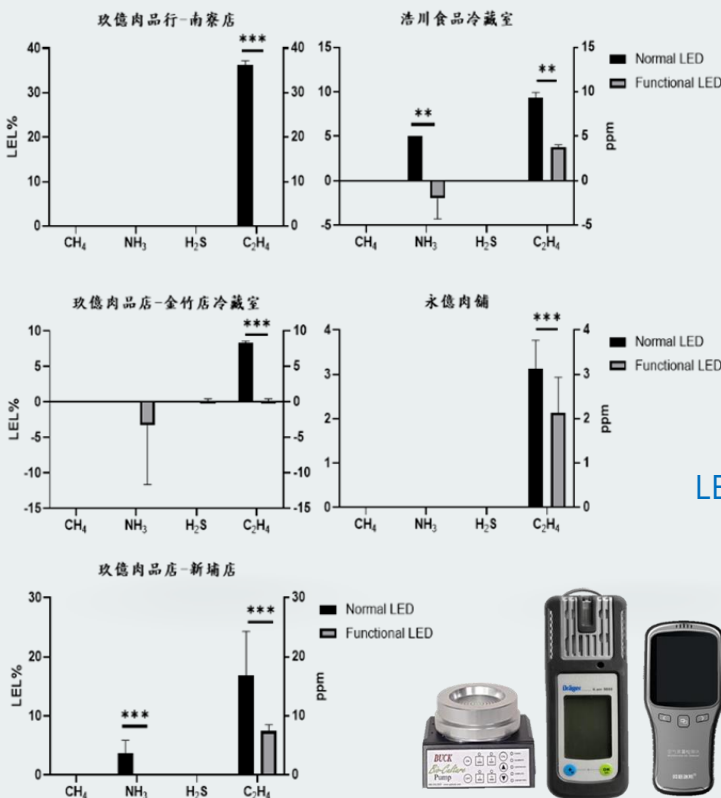 玖億肉品行-南寮店
***
40 40
30 30
20 20
10 10
0 0
LEL%
CH₄ NH₃ H₂S C₂H₄
浩川食品冷藏室
** **
15 15
10 10
5 5
0 0
-5 -5
ppm
CH₄ NH₃ H₂S C₂H₄
Normal LED
Functional LED
玖億肉品店-金竹店冷藏室
***
10 10
5 5
0 0
-5 -5
-10 -10
-15 -15
LEL%
CH₄ NH₃ H₂S C₂H₄
永億肉舖
***
4 4
3 3
2 2
1 1
0 0
ppm
CH₄ NH₃ H₂S C₂H₄
Normal LED
Functional LED
LE
玖億肉品店-新埔店
*** ***
30 30
20 20
10 10
0 0
LEL%
ppm
CH₄ NH₃ H₂S C₂H₄
Normal LED
Functional LED
BUCK
Bio-Culture
Pump
Dräger